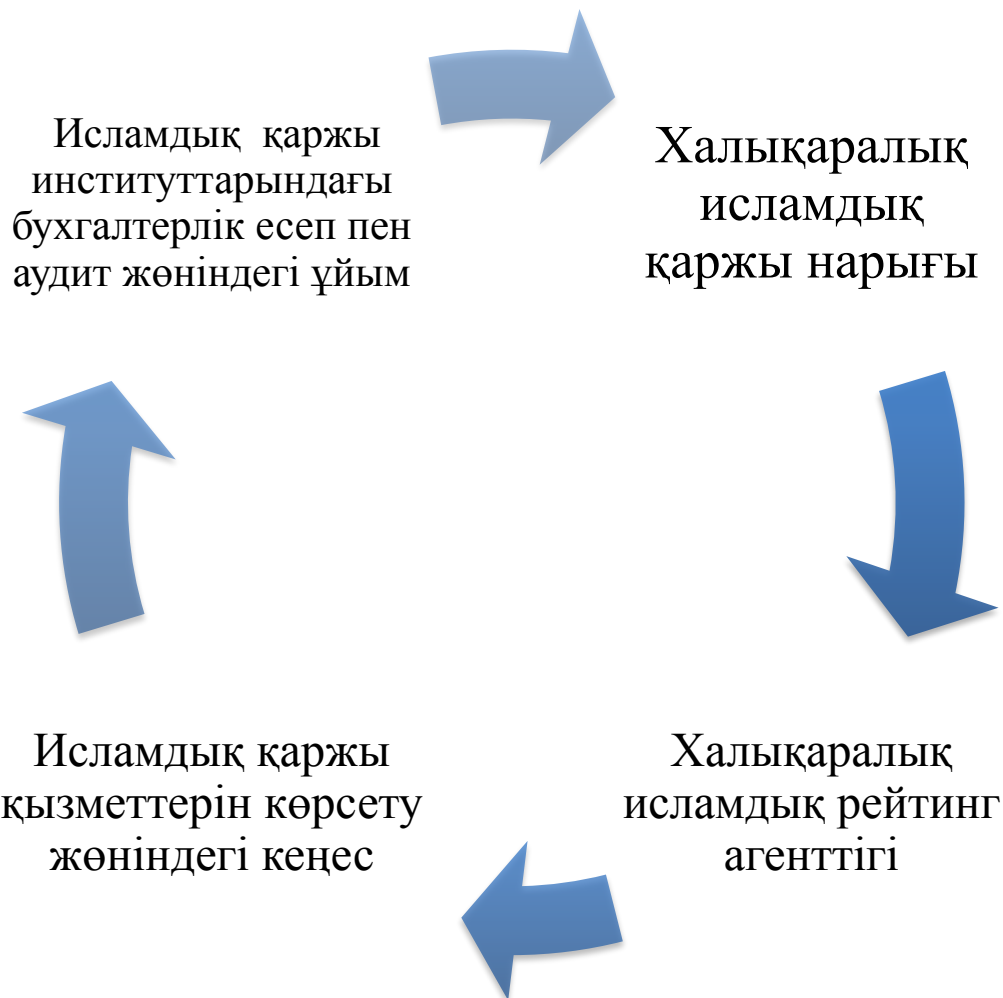 Исламдық қаржы
институттарындағы
бухгалтерлік есеп пен
аудит жөніндегі ұйым
Халықаралық
исламдық
қаржы нарығы
Халықаралық
исламдық рейтинг
агенттігі
Исламдық қаржы
қызметтерін көрсету
жөніндегі кеңес